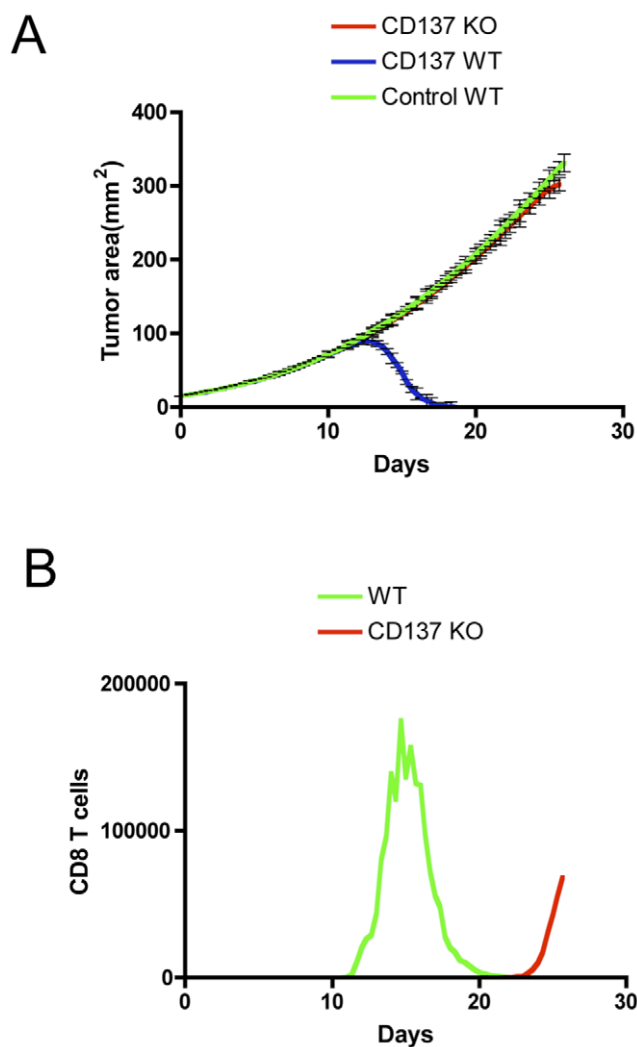 A
CD137 KO
CD137 WT
Control WT
400
300
200
100
0
Tumor area(mm²)
0 10 20 30
Days
B
WT
CD137 KO
200000
100000
0
CD8 T cells
0 10 20 30
Days